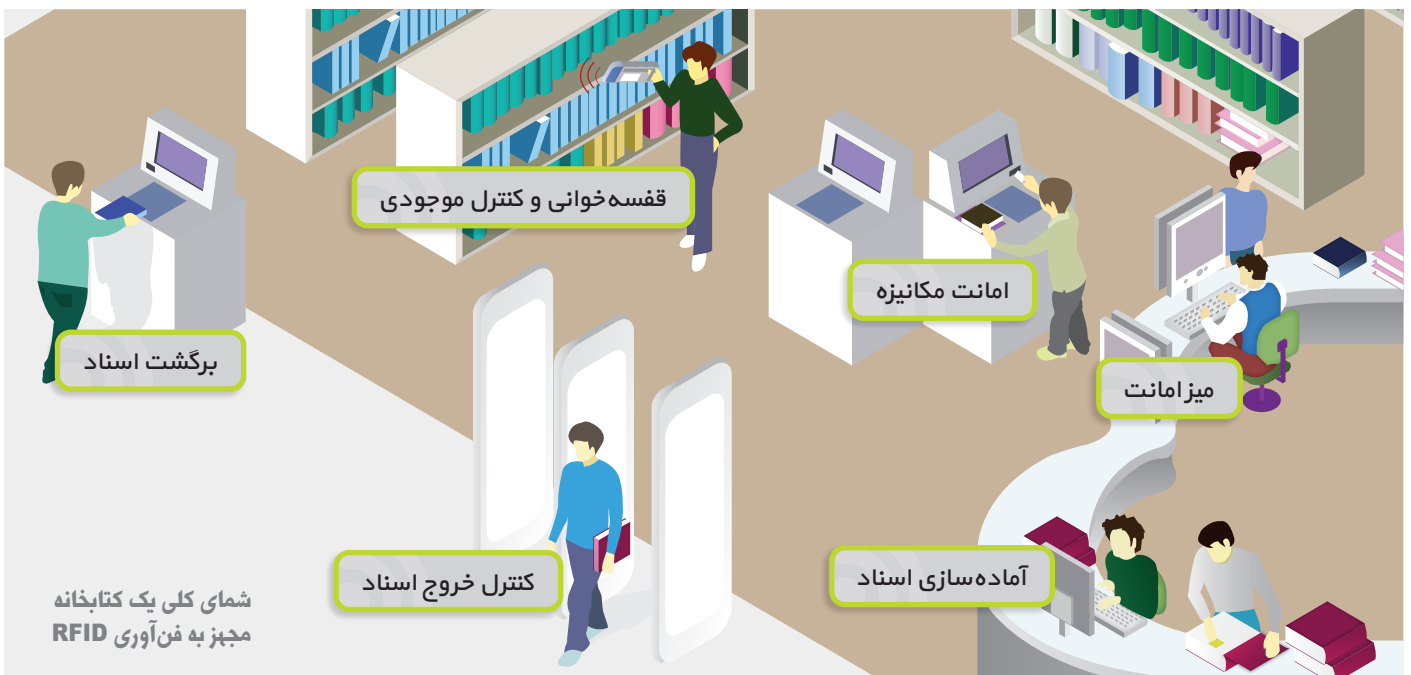 قفسه‌خوانی و کنترل موجودی
امانت مکانیزه
برگشت اسناد
میز امانت
آماده‌سازی اسناد
کنترل خروج اسناد
شمای کلی یک کتابخانه
مجهز به فن‌آوری RFID